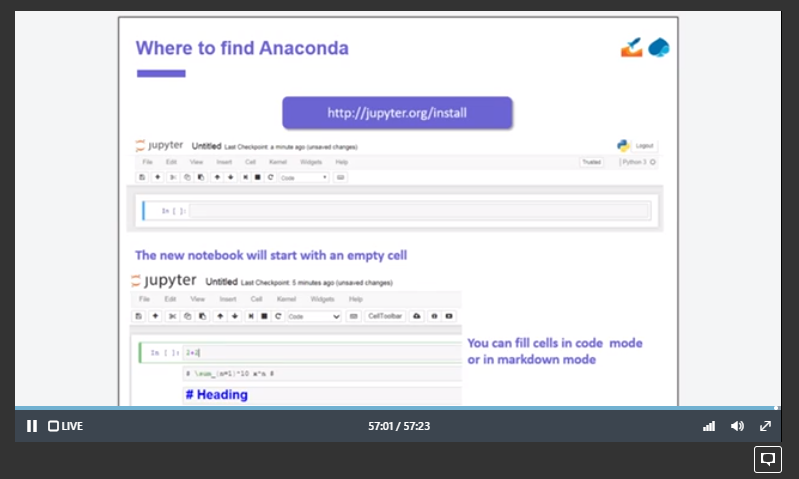 Where to find Anaconda
http://jupyter.org/install
jupyter Untitled Last Checkpoint: a minute ago (unsaved changes)
Logout
File Edit View Insert Cell Kernel Widgets Help
Trusted | Python 3 O
Code
In [ ]:
The new notebook will start with an empty cell
jupyter Untitled Last Checkpoint: 5 minutes ago (unsaved changes)
File Edit View Insert Cell Kernel Widgets Help
Code CellToolbar
You can fill cells in code mode
or in markdown mode
In [ ]: 2+2
# Heading
LIVE
57:01 / 57:23